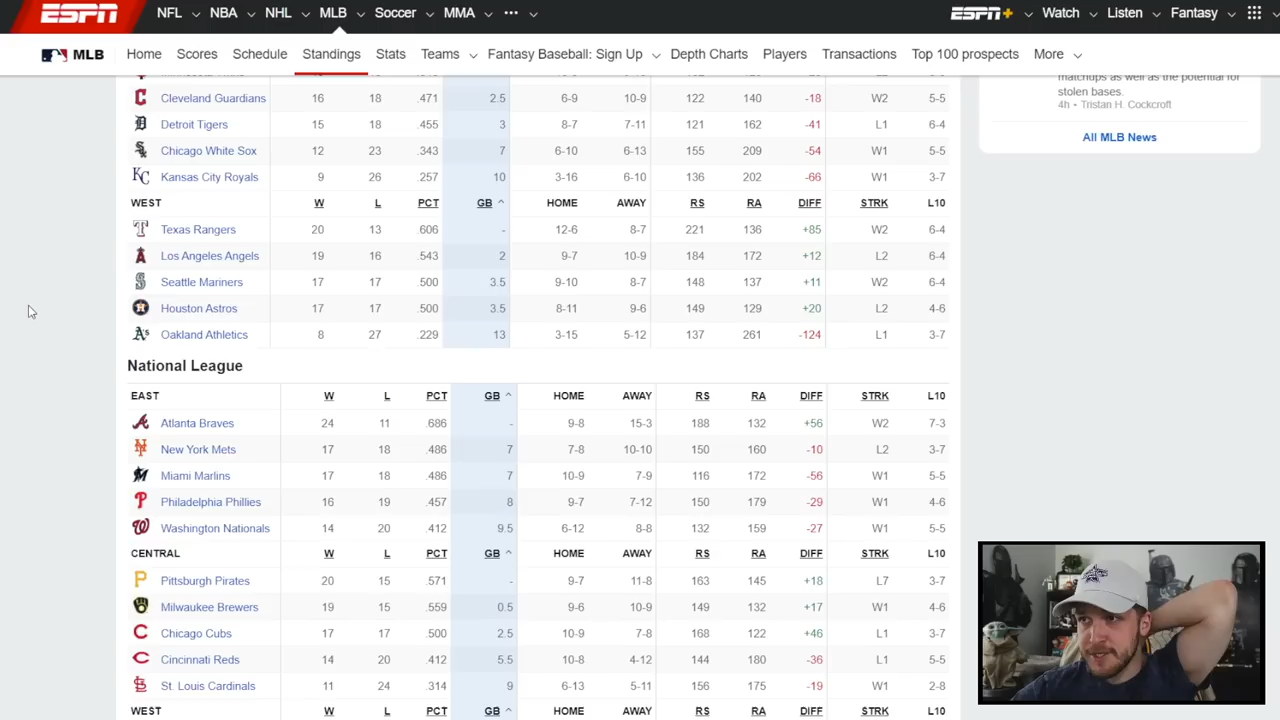 ESPN NFL NBA NHL MLB Soccer MMA ••• ESPN+ Watch Listen Fantasy
MLB Home Scores Schedule Standings Stats Teams Fantasy Baseball: Sign Up Depth Charts Players Transactions Top 100 prospects More
matchups as well as the potential for
stolen bases.
4h • Tristan H. Cockcroft
All MLB News
Cleveland Guardians 16 18 .471 2.5 6-9 10-9 122 140 -18 W2 5-5
Detroit Tigers 15 18 .455 3 8-7 7-11 121 162 -41 L1 6-4
Chicago White Sox 12 23 .343 7 6-10 6-13 155 209 -54 W1 5-5
Kansas City Royals 9 26 .257 10 3-16 6-10 136 202 -66 W1 3-7
WEST W L PCT GB HOME AWAY RS RA DIFF STRK L10
Texas Rangers 20 13 .606 - 12-6 8-7 221 136 +85 W2 6-4
Los Angeles Angels 19 16 .543 2 9-7 10-9 184 172 +12 L2 6-4
Seattle Mariners 17 17 .500 3.5 9-10 8-7 148 137 +11 W2 6-4
Houston Astros 17 17 .500 3.5 8-11 9-6 149 129 +20 L2 4-6
Oakland Athletics 8 27 .229 13 3-15 5-12 137 261 -124 L1 3-7
National League
EAST W L PCT GB HOME AWAY RS RA DIFF STRK L10
Atlanta Braves 24 11 .686 - 9-8 15-3 188 132 +56 W2 7-3
New York Mets 17 18 .486 7 7-8 10-10 150 160 -10 L2 3-7
Miami Marlins 17 18 .486 7 10-9 7-9 116 172 -56 W1 5-5
Philadelphia Phillies 16 19 .457 8 9-7 7-12 150 179 -29 W1 4-6
Washington Nationals 14 20 .412 9.5 6-12 8-8 132 159 -27 W1 5-5
CENTRAL W L PCT GB HOME AWAY RS RA DIFF STRK L10
Pittsburgh Pirates 20 15 .571 - 9-7 11-8 163 145 +18 L7 3-7
Milwaukee Brewers 19 15 .559 0.5 9-6 10-9 149 132 +17 W1 4-6
Chicago Cubs 17 17 .500 2.5 10-9 7-8 168 122 +46 L1 3-7
Cincinnati Reds 14 20 .412 5.5 10-8 4-12 144 180 -36 L1 5-5
St. Louis Cardinals 11 24 .314 9 6-13 5-11 156 175 -19 W1 2-8
WEST W L PCT GB HOME AWAY RS RA DIFF STRK L10